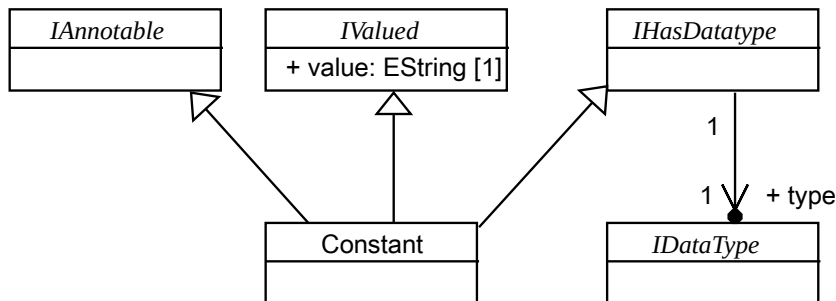 IAnnotable
IValued
+ value: EString [1]
IHasDatatype
1
1
+ type
Constant
IDataType